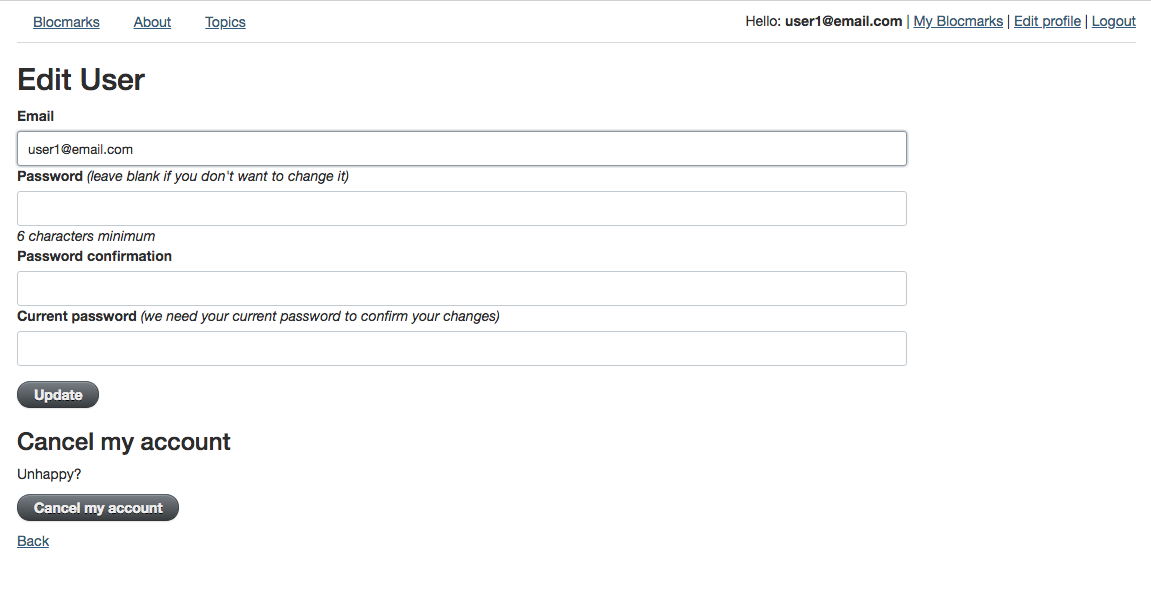 Blocmarks About Topics Hello: user1@email.com | My Blocmarks | Edit profile | Logout
Edit User
Email
user1@email.com
Password (leave blank if you don't want to change it)
6 characters minimum
Password confirmation
Current password (we need your current password to confirm your changes)
Update
Cancel my account
Unhappy?
Cancel my account
Back